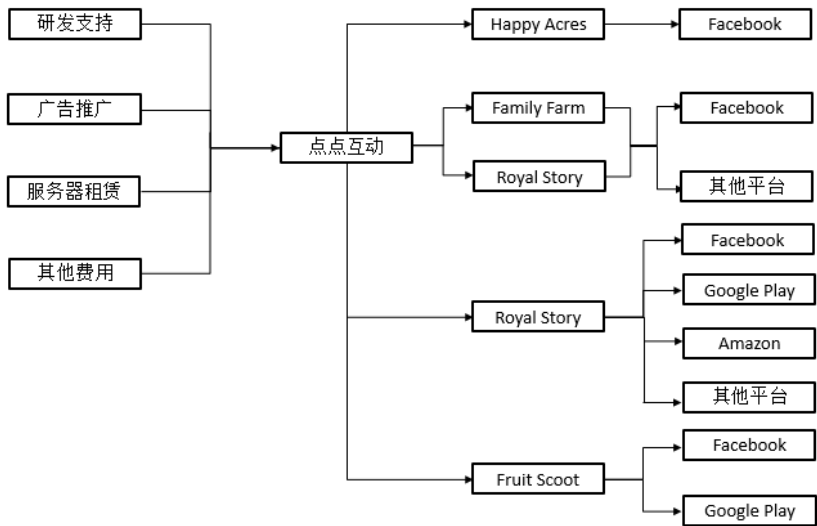 研发支持
广告推广
服务器租赁
其他费用
点点互动
Happy Acres
Facebook
Family Farm
Royal Story
Facebook
其他平台
Royal Story
Facebook
Google Play
Amazon
其他平台
Fruit Scoot
Facebook
Google Play